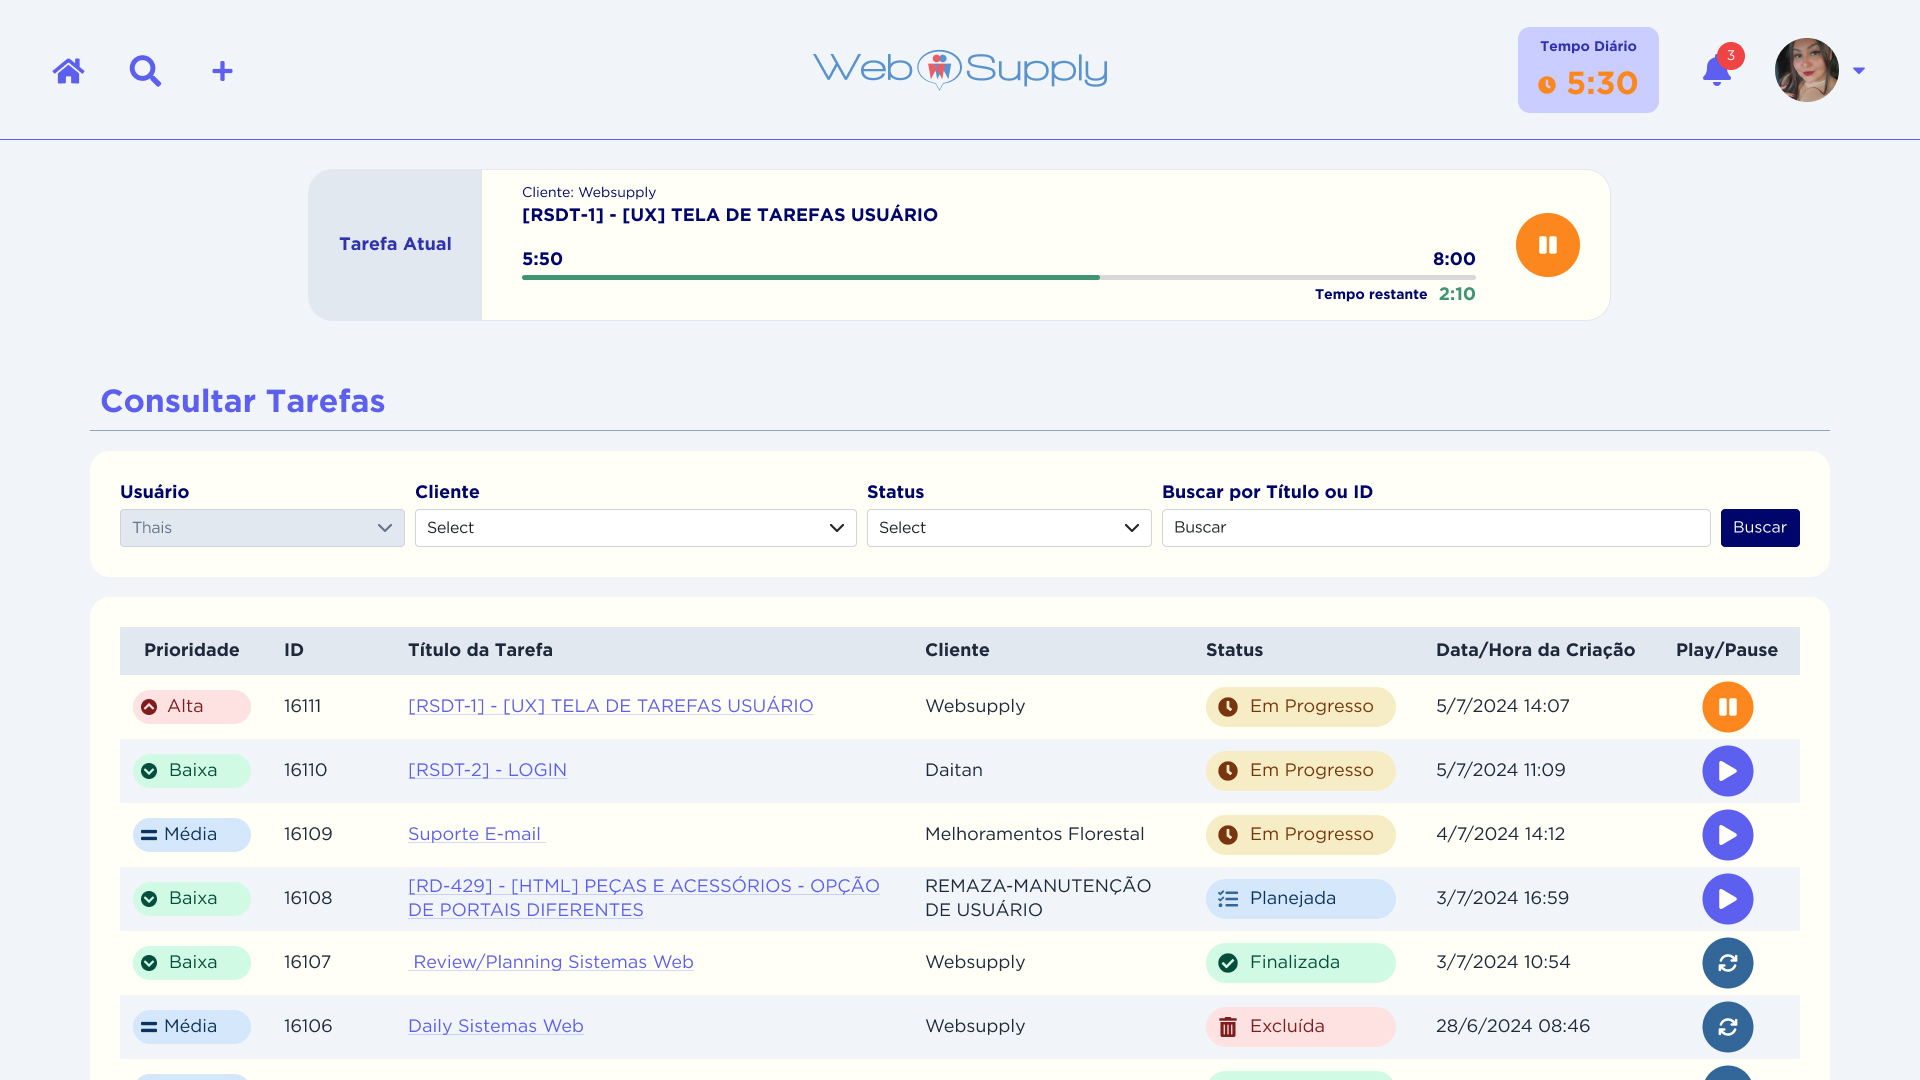 WebSupply
Tempo Diário
5:30
3
Tarefa Atual
Cliente: Websupply
[RSDT-1] - [UX] TELA DE TAREFAS USUÁRIO
5:50 8:00
Tempo restante 2:10
Consultar Tarefas
Usuário Cliente Status Buscar por Título ou ID
Thais Select Select Buscar Buscar
Prioridade ID Título da Tarefa Cliente Status Data/Hora da Criação Play/Pause
Alta 16111 [RSDT-1] - [UX] TELA DE TAREFAS USUÁRIO Websupply Em Progresso 5/7/2024 14:07
Baixa 16110 [RSDT-2] - LOGIN Daitan Em Progresso 5/7/2024 11:09
Média 16109 Suporte E-mail Melhoramentos Florestal Em Progresso 4/7/2024 14:12
Baixa 16108 [RD-429] - [HTML] PEÇAS E ACESSÓRIOS - OPÇÃO
DE PORTAIS DIFERENTES
REMAZA-MANUTENÇÃO
DE USUÁRIO
Planejada 3/7/2024 16:59
Baixa 16107 Review/Planning Sistemas Web Websupply Finalizada 3/7/2024 10:54
Média 16106 Daily Sistemas Web Websupply Excluída 28/6/2024 08:46